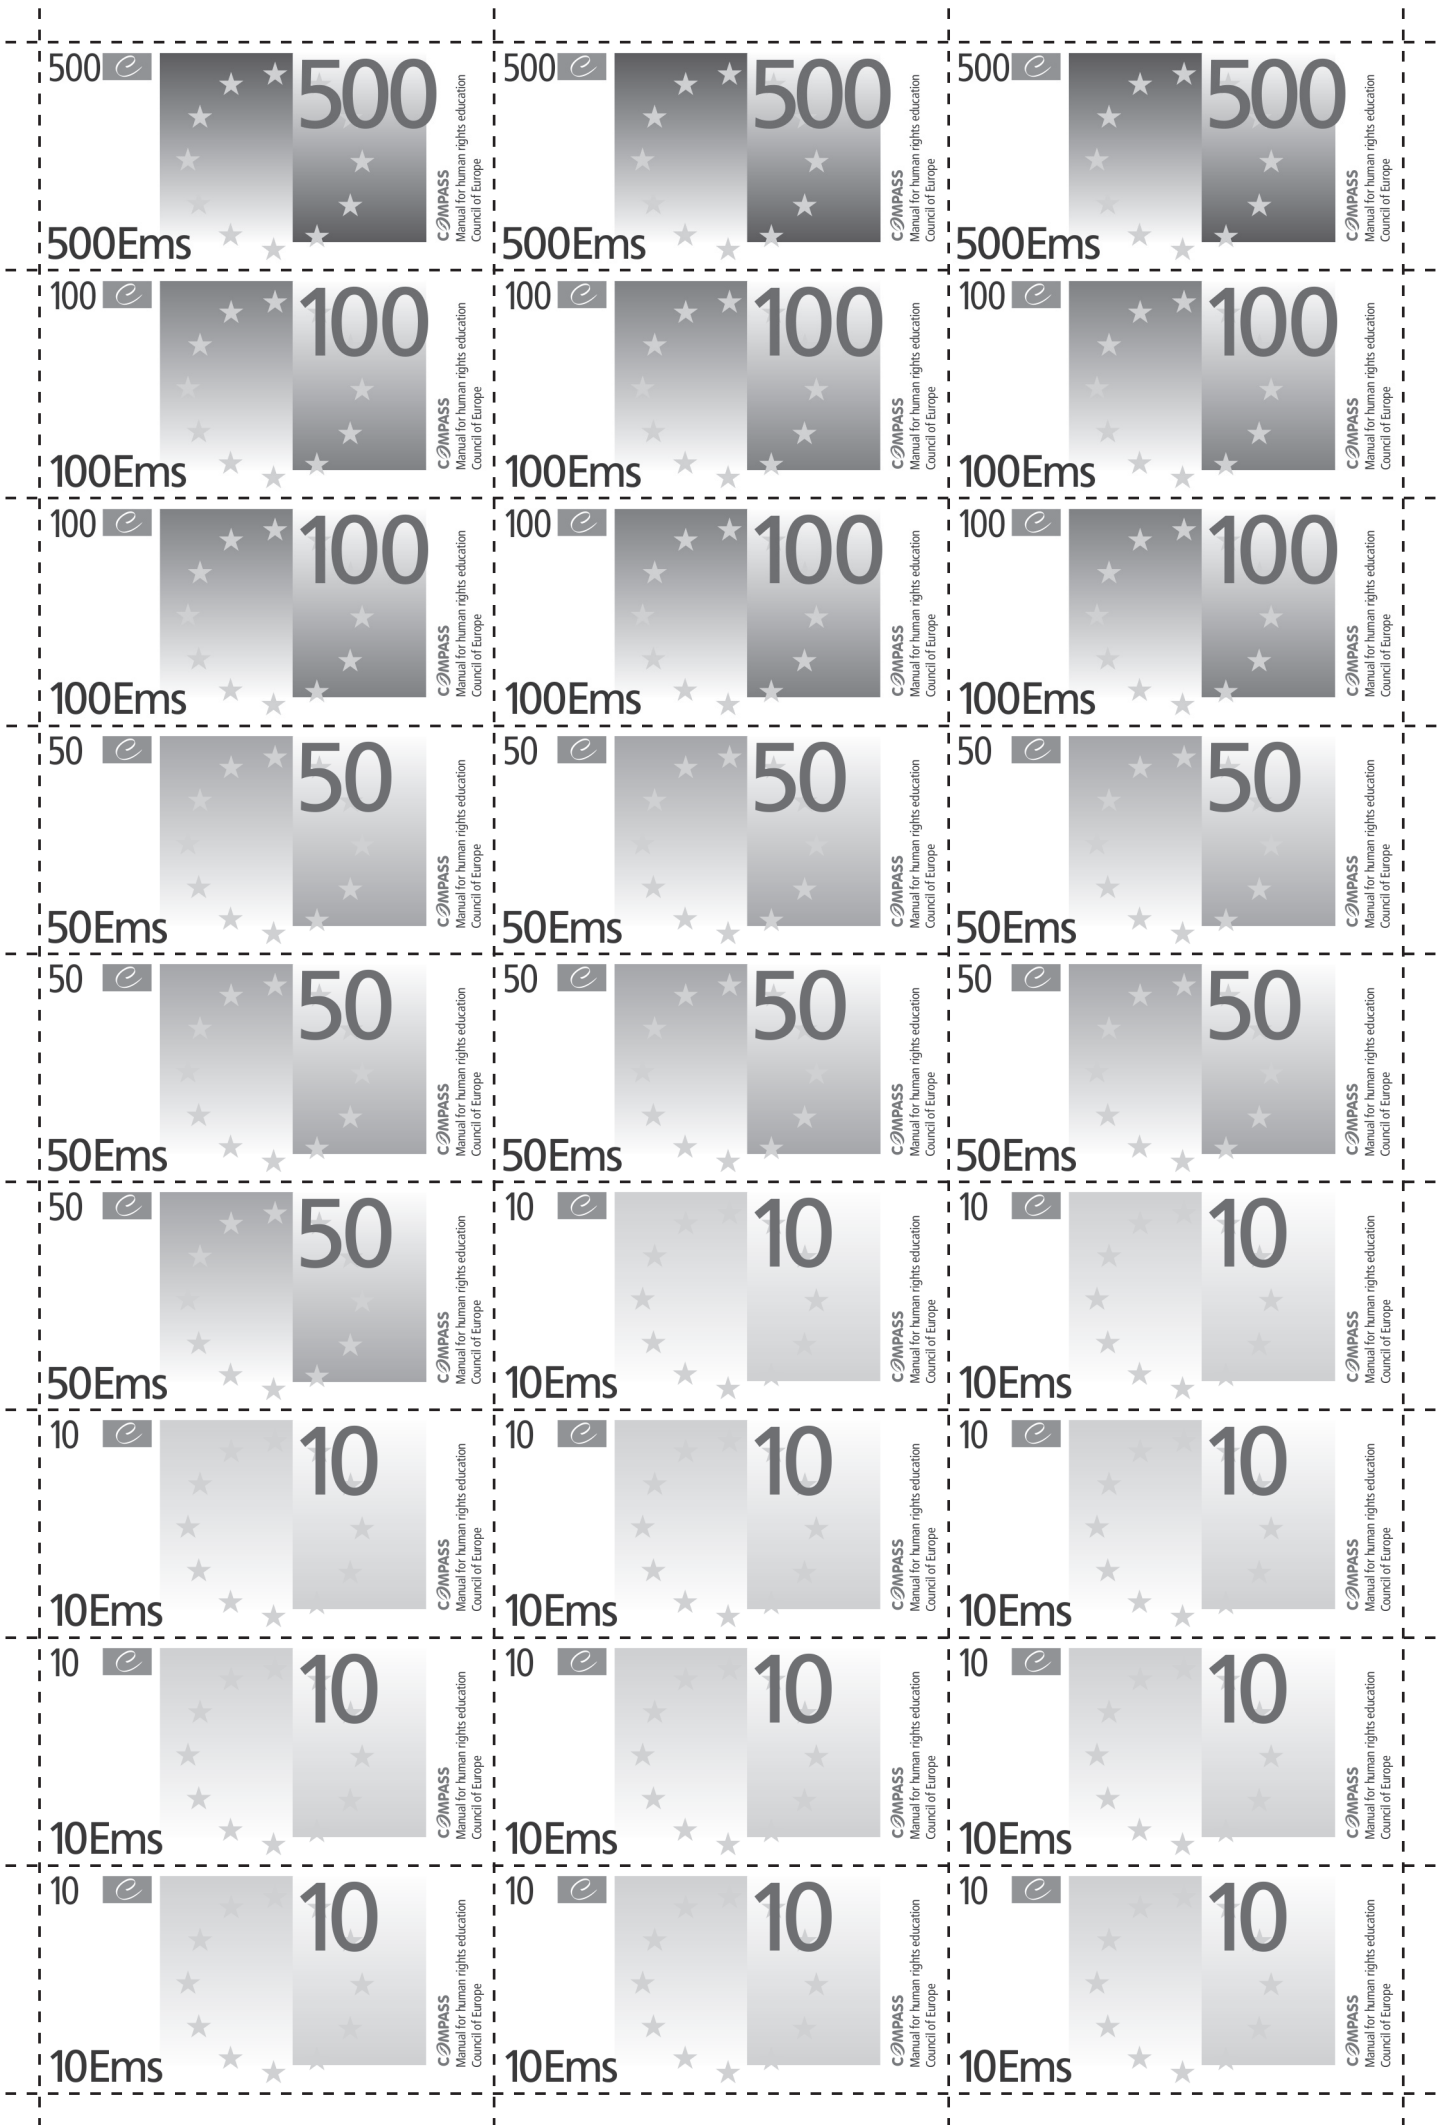 500 500
COMPASS
Manual for human rights education
Council of Europe
500Ems
500 500
COMPASS
Manual for human rights education
Council of Europe
500Ems
500 500
COMPASS
Manual for human rights education
Council of Europe
500Ems
100 100
COMPASS
Manual for human rights education
Council of Europe
100Ems
100 100
COMPASS
Manual for human rights education
Council of Europe
100Ems
100 100
COMPASS
Manual for human rights education
Council of Europe
100Ems
100 100
COMPASS
Manual for human rights education
Council of Europe
100Ems
100 100
COMPASS
Manual for human rights education
Council of Europe
100Ems
100 100
COMPASS
Manual for human rights education
Council of Europe
100Ems
50 50
COMPASS
Manual for human rights education
Council of Europe
50Ems
50 50
COMPASS
Manual for human rights education
Council of Europe
50Ems
50 50
COMPASS
Manual for human rights education
Council of Europe
50Ems
50 50
COMPASS
Manual for human rights education
Council of Europe
50Ems
50 50
COMPASS
Manual for human rights education
Council of Europe
50Ems
50 50
COMPASS
Manual for human rights education
Council of Europe
50Ems
50 50
COMPASS
Manual for human rights education
Council of Europe
50Ems
10 10
COMPASS
Manual for human rights education
Council of Europe
10Ems
10 10
COMPASS
Manual for human rights education
Council of Europe
10Ems
10 10
COMPASS
Manual for human rights education
Council of Europe
10Ems
10 10
COMPASS
Manual for human rights education
Council of Europe
10Ems
10 10
COMPASS
Manual for human rights education
Council of Europe
10Ems
10 10
COMPASS
Manual for human rights education
Council of Europe
10Ems
10 10
COMPASS
Manual for human rights education
Council of Europe
10Ems
10 10
COMPASS
Manual for human rights education
Council of Europe
10Ems
10 10
COMPASS
Manual for human rights education
Council of Europe
10Ems
10 10
COMPASS
Manual for human rights education
Council of Europe
10Ems
10 10
COMPASS
Manual for human rights education
Council of Europe
10Ems